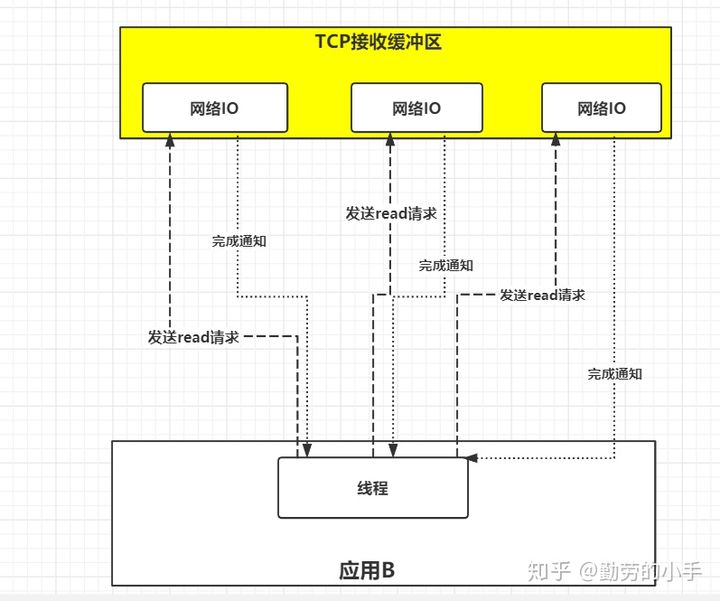 TCP接收缓冲区
网络IO
网络IO
网络IO
发送read请求
完成通知
完成通知
发送read请求
发送read请求
完成通知
线程
应用B
知乎 @勤劳的小手